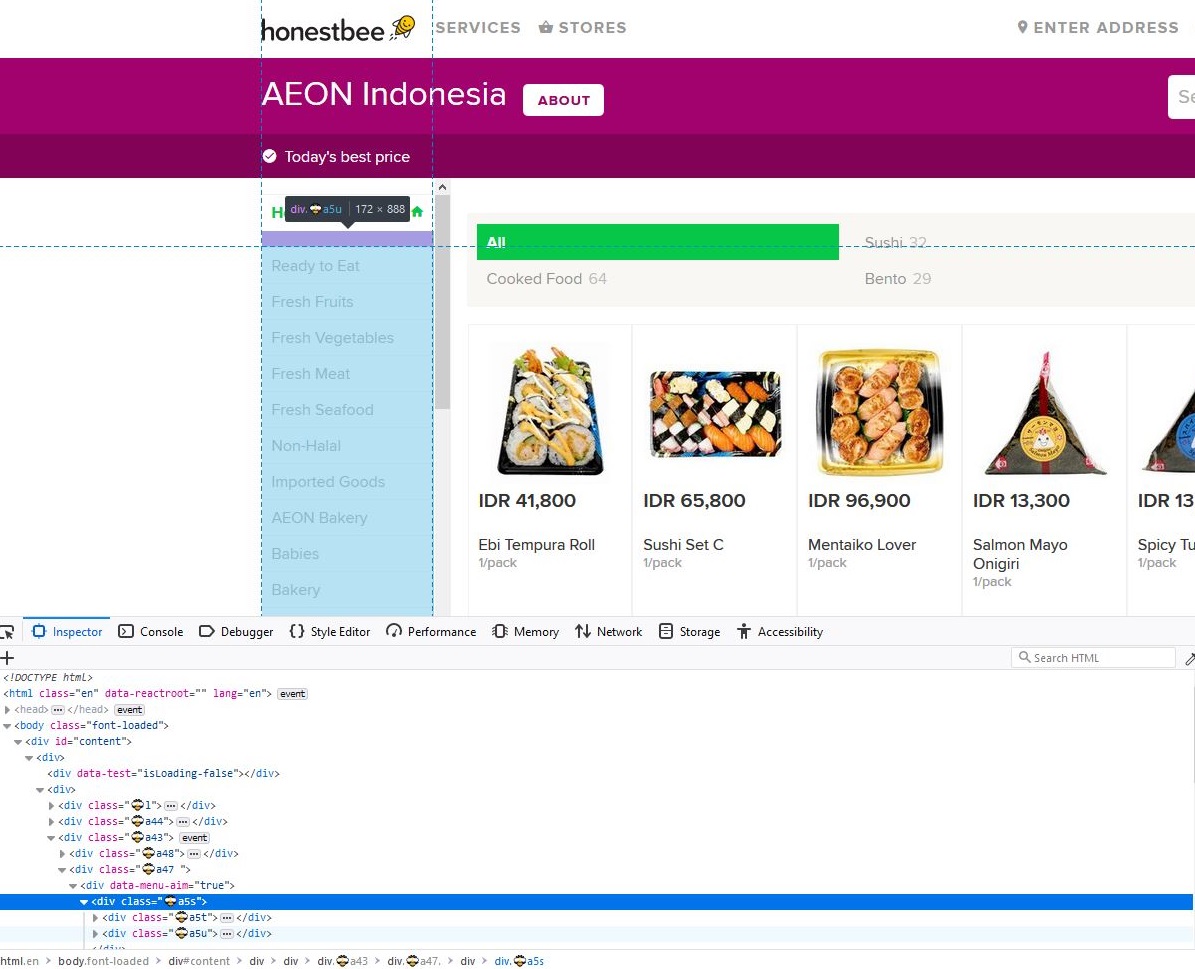 honestbee SERVICES STORES ENTER ADDRESS
AEON Indonesia ABOUT
Today's best price
div.🐝a5u 172 × 888
All Sushi 32
Cooked Food 64 Bento 29
Ready to Eat
Fresh Fruits
Fresh Vegetables
Fresh Meat
Fresh Seafood
Non-Halal
Imported Goods
AEON Bakery
Babies
Bakery
IDR 41,800 IDR 65,800 IDR 96,900 IDR 13,300 IDR 13
Ebi Tempura Roll Sushi Set C Mentaiko Lover Salmon Mayo Onigiri Spicy Tu
1/pack 1/pack 1/pack 1/pack 1/pack
Inspector Console Debugger Style Editor Performance Memory Network Storage Accessibility
Search HTML
<!DOCTYPE html>
<html class="en" data-reactroot="" lang="en"> event
<head>…</head> event
<body class="font-loaded">
<div id="content">
<div>
<div data-test="isLoading-false"></div>
<div>
<div class="🐝l">…</div>
<div class="🐝a44">…</div>
<div class="🐝a43"> event
<div class="🐝a48">…</div>
<div class="🐝a47 ">
<div data-menu-aim="true">
<div class="🐝a5s">
<div class="🐝a5t">…</div>
<div class="🐝a5u">…</div>
html.en > body.font-loaded > div#content > div > div > div.🐝a43 > div.🐝a47. > div > div.🐝a5s